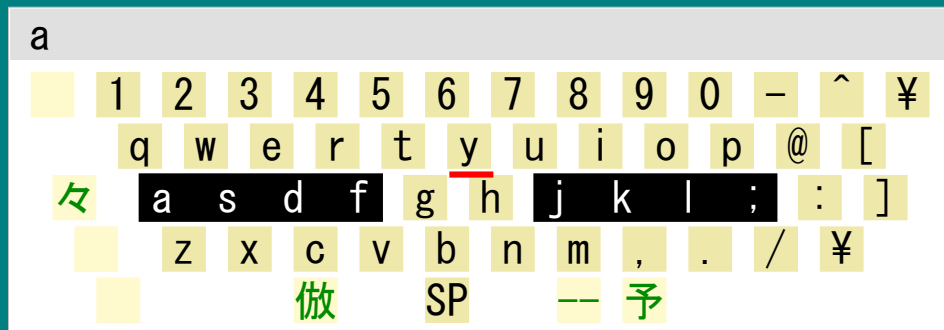 a
1 2 3 4 5 6 7 8 9 0 - ^ ¥
q w e r t y u i o p @ [
々 a s d f g h j k l ; : ]
z x c v b n m , . / ¥
倣 SP -- 予